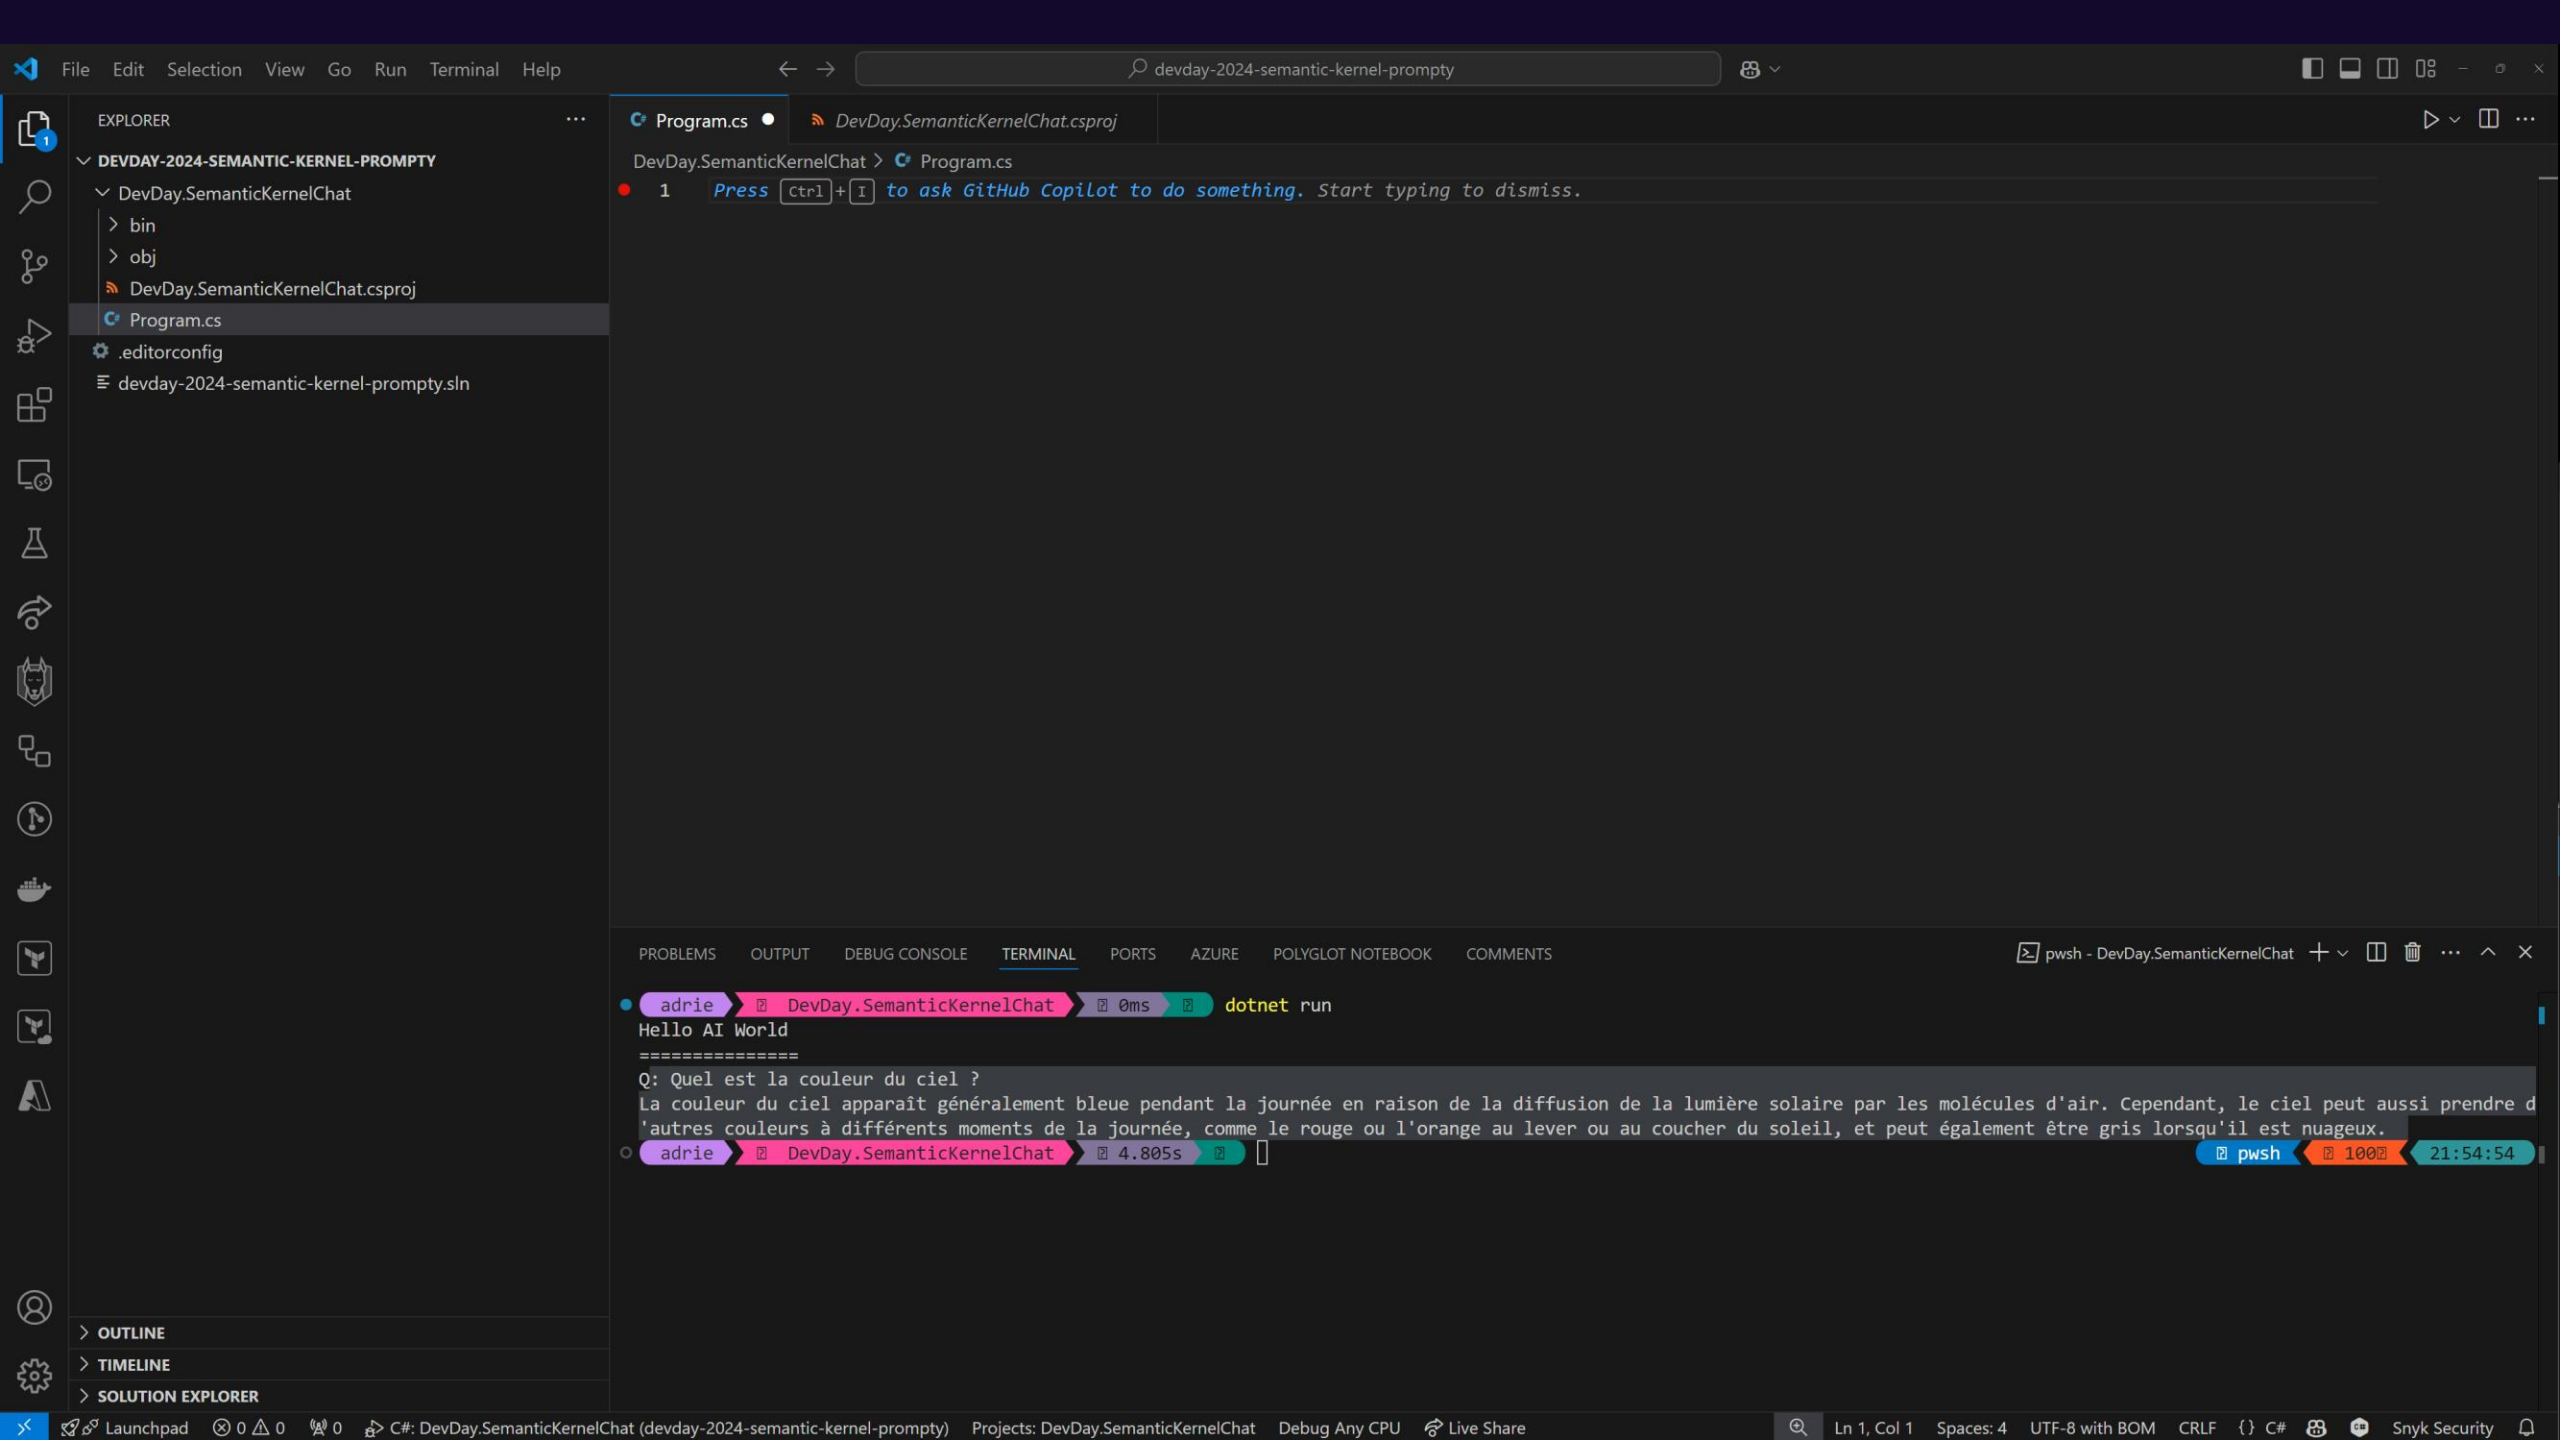 File Edit Selection View Go Run Terminal Help
devday-2024-semantic-kernel-prompty
EXPLORER
1
DEVDAY-2024-SEMANTIC-KERNEL-PROMPTY
DevDay.SemanticKernelChat
bin
obj
DevDay.SemanticKernelChat.csproj
Program.cs
.editorconfig
devday-2024-semantic-kernel-prompty.sln
OUTLINE
TIMELINE
SOLUTION EXPLORER
Program.cs DevDay.SemanticKernelChat.csproj
DevDay.SemanticKernelChat > Program.cs
1 Press Ctrl+I to ask GitHub Copilot to do something. Start typing to dismiss.
PROBLEMS OUTPUT DEBUG CONSOLE TERMINAL PORTS AZURE POLYGLOT NOTEBOOK COMMENTS
pwsh - DevDay.SemanticKernelChat
adrie DevDay.SemanticKernelChat 0ms dotnet run
Hello AI World
===============
Q: Quel est la couleur du ciel ?
La couleur du ciel apparaît généralement bleue pendant la journée en raison de la diffusion de la lumière solaire par les molécules d'air. Cependant, le ciel peut aussi prendre d
'autres couleurs à différents moments de la journée, comme le rouge ou l'orange au lever ou au coucher du soleil, et peut également être gris lorsqu'il est nuageux.
adrie DevDay.SemanticKernelChat 4.805s pwsh 100 21:54:54
Launchpad 0 0 0 C#: DevDay.SemanticKernelChat (devday-2024-semantic-kernel-prompty) Projects: DevDay.SemanticKernelChat Debug Any CPU Live Share Ln 1, Col 1 Spaces: 4 UTF-8 with BOM CRLF {} C# Snyk Security